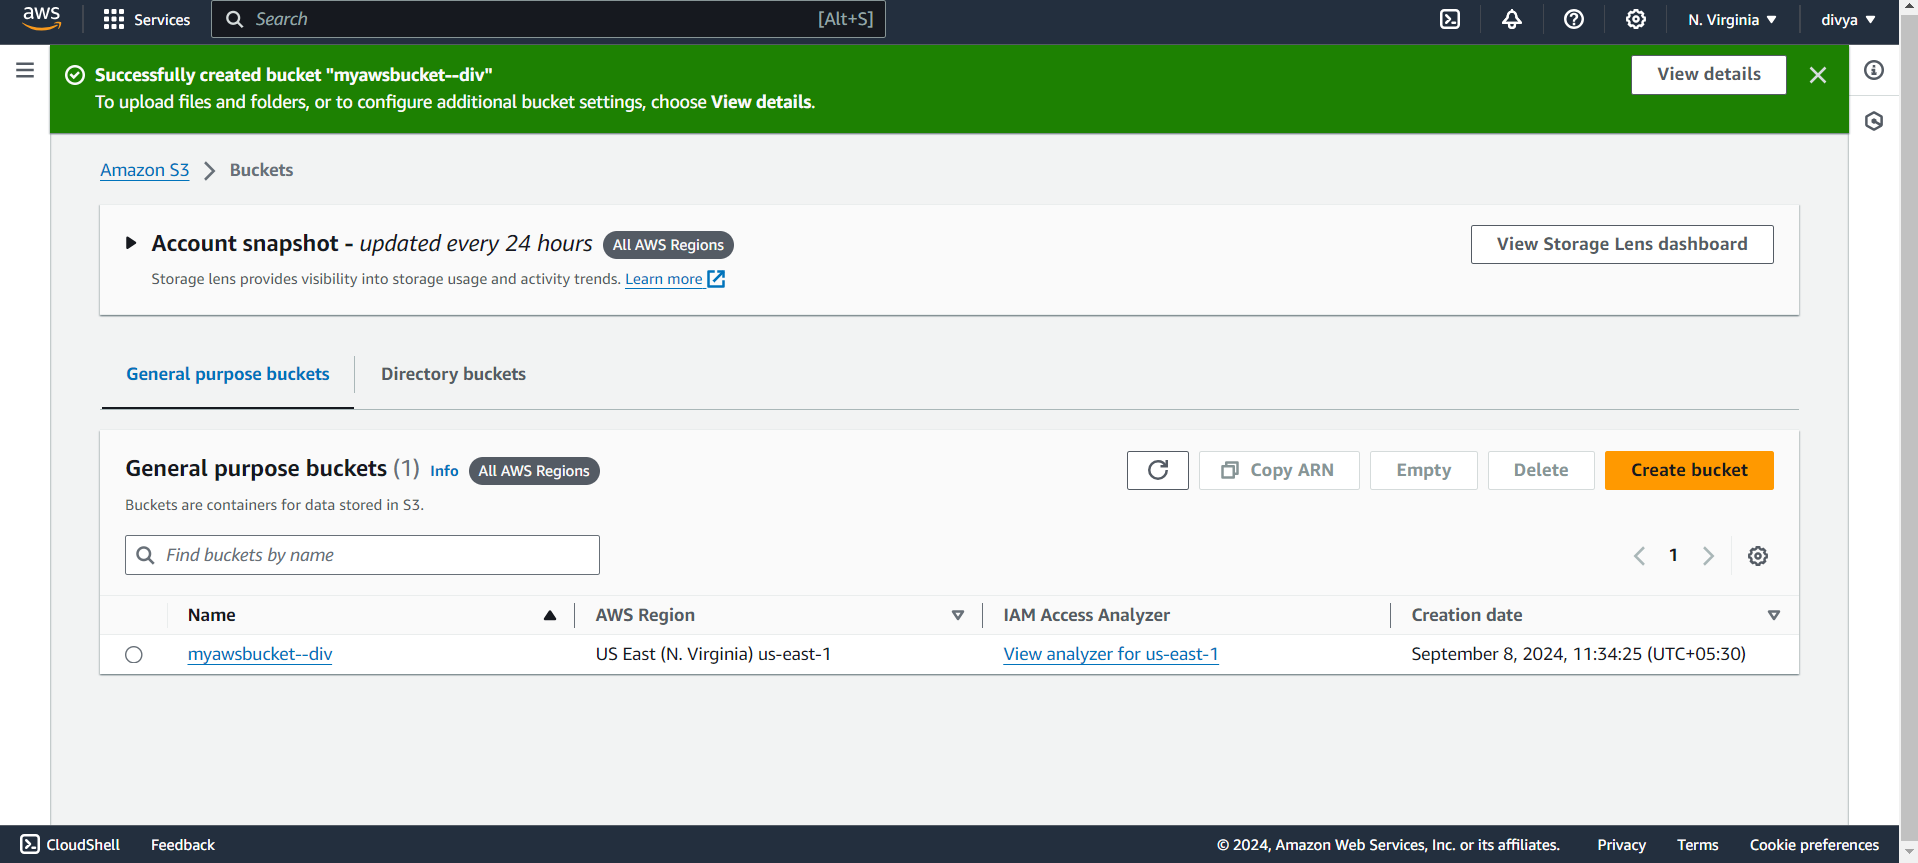 aws Services Search [Alt+S] N. Virginia ▼ divya ▼
Successfully created bucket "myawsbucket--div"
To upload files and folders, or to configure additional bucket settings, choose View details.
View details
Amazon S3 > Buckets
Account snapshot - updated every 24 hours All AWS Regions
View Storage Lens dashboard
Storage lens provides visibility into storage usage and activity trends. Learn more
General purpose buckets Directory buckets
General purpose buckets (1) Info All AWS Regions
Copy ARN Empty Delete Create bucket
Buckets are containers for data stored in S3.
Find buckets by name
1
Name AWS Region IAM Access Analyzer Creation date
myawsbucket--div US East (N. Virginia) us-east-1 View analyzer for us-east-1 September 8, 2024, 11:34:25 (UTC+05:30)
CloudShell Feedback © 2024, Amazon Web Services, Inc. or its affiliates. Privacy Terms Cookie preferences